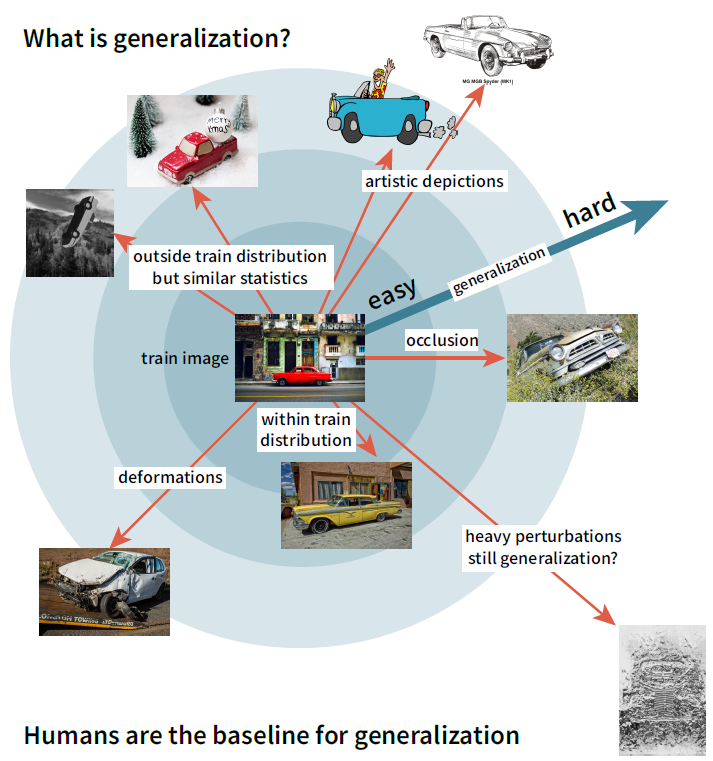 What is generalization?
MG MGB Spyder (MK1)
Merry
Xmas
artistic depictions
hard
outside train distribution
but similar statistics
generalization
easy
occlusion
train image
within train
distribution
deformations
heavy perturbations
still generalization?
TOWING
Humans are the baseline for generalization